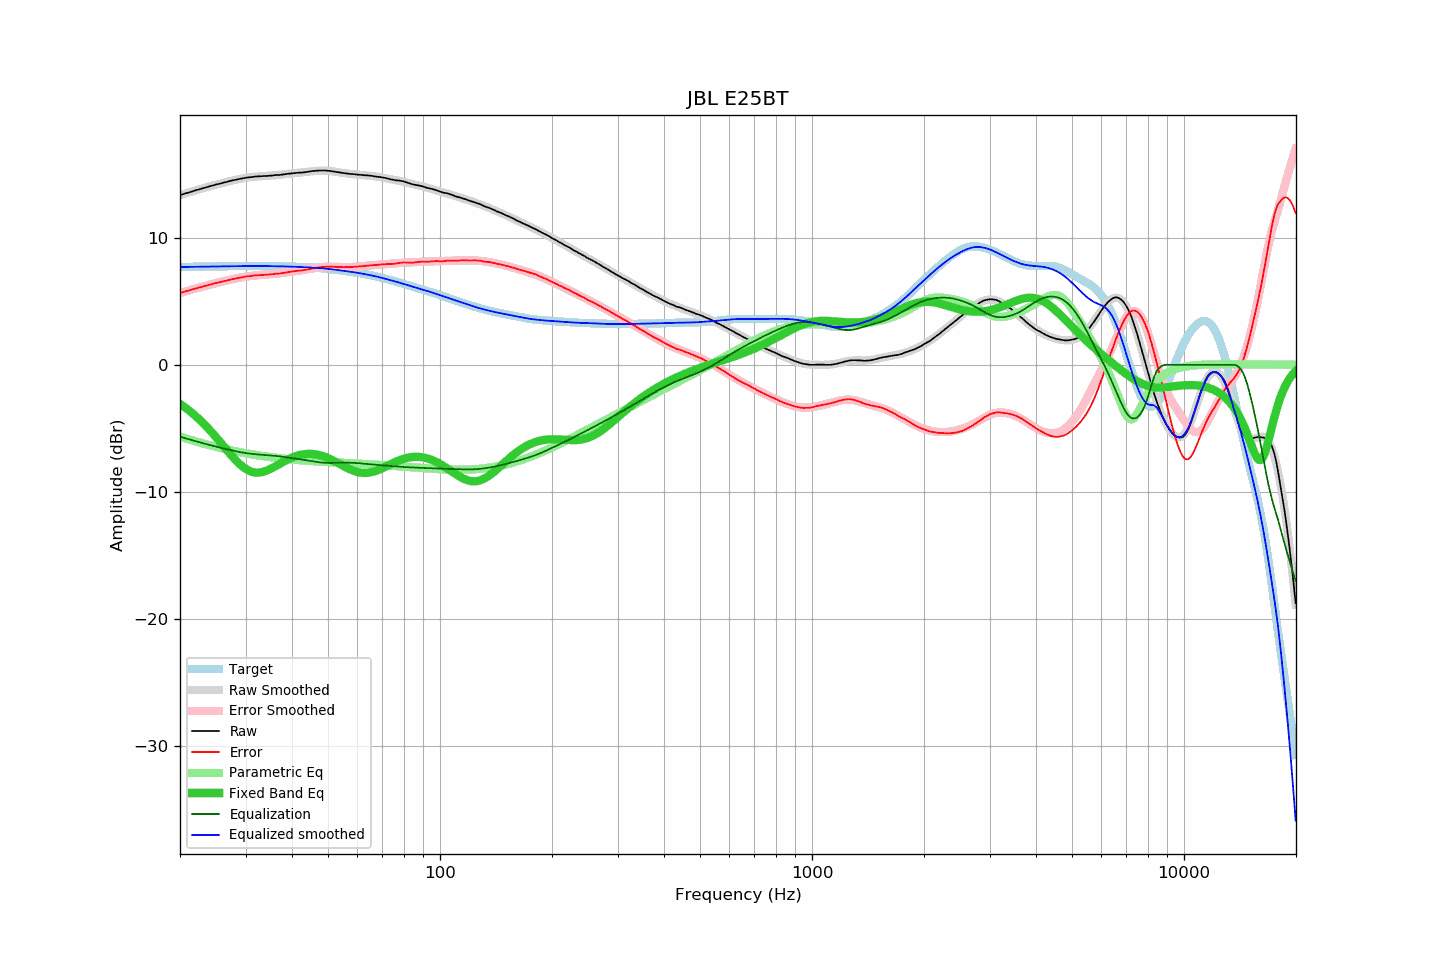 JBL E25BT
Amplitude (dBr)
10
0
−10
−20
−30
Target
Raw Smoothed
Error Smoothed
Raw
Error
Parametric Eq
Fixed Band Eq
Equalization
Equalized smoothed
100
1000
10000
Frequency (Hz)